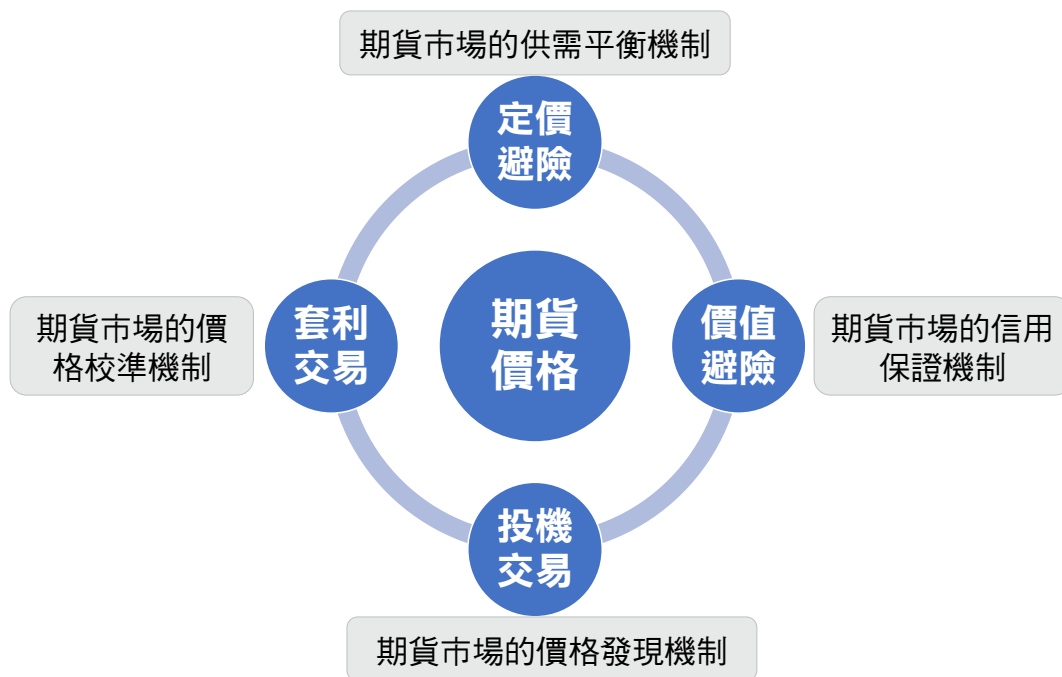 期貨市場的供需平衡機制
定價
避險
期貨市場的價
格校準機制
套利
交易
期貨
價格
價值
避險
期貨市場的信用
保證機制
投機
交易
期貨市場的價格發現機制